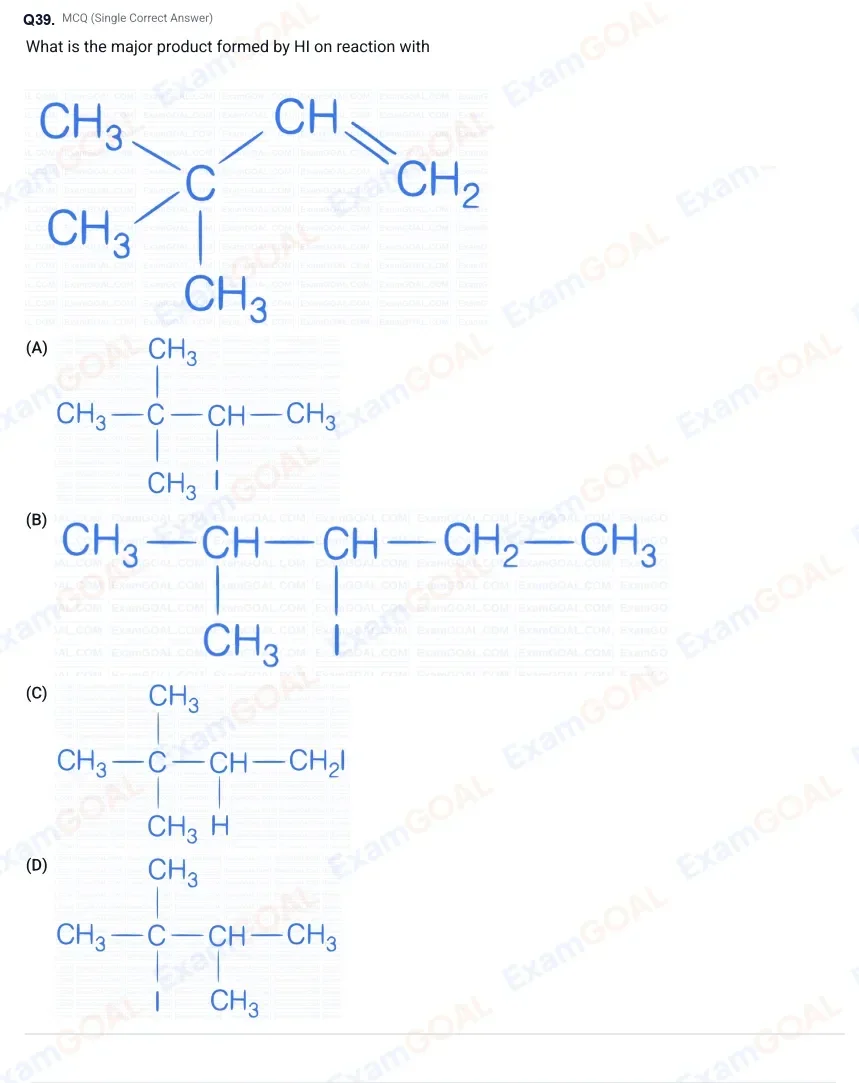 Q39. MCQ (Single Correct Answer)
What is the major product formed by HI on reaction with
CH3 CH
C CH2
CH3
CH3
(A) CH3
CH3—C—CH—CH3
CH3 I
(B) CH3—CH—CH—CH2—CH3
CH3 I
(C) CH3
CH3—C—CH—CH2I
CH3 H
(D) CH3
CH3—C—CH—CH3
I CH3
ExamGOAL